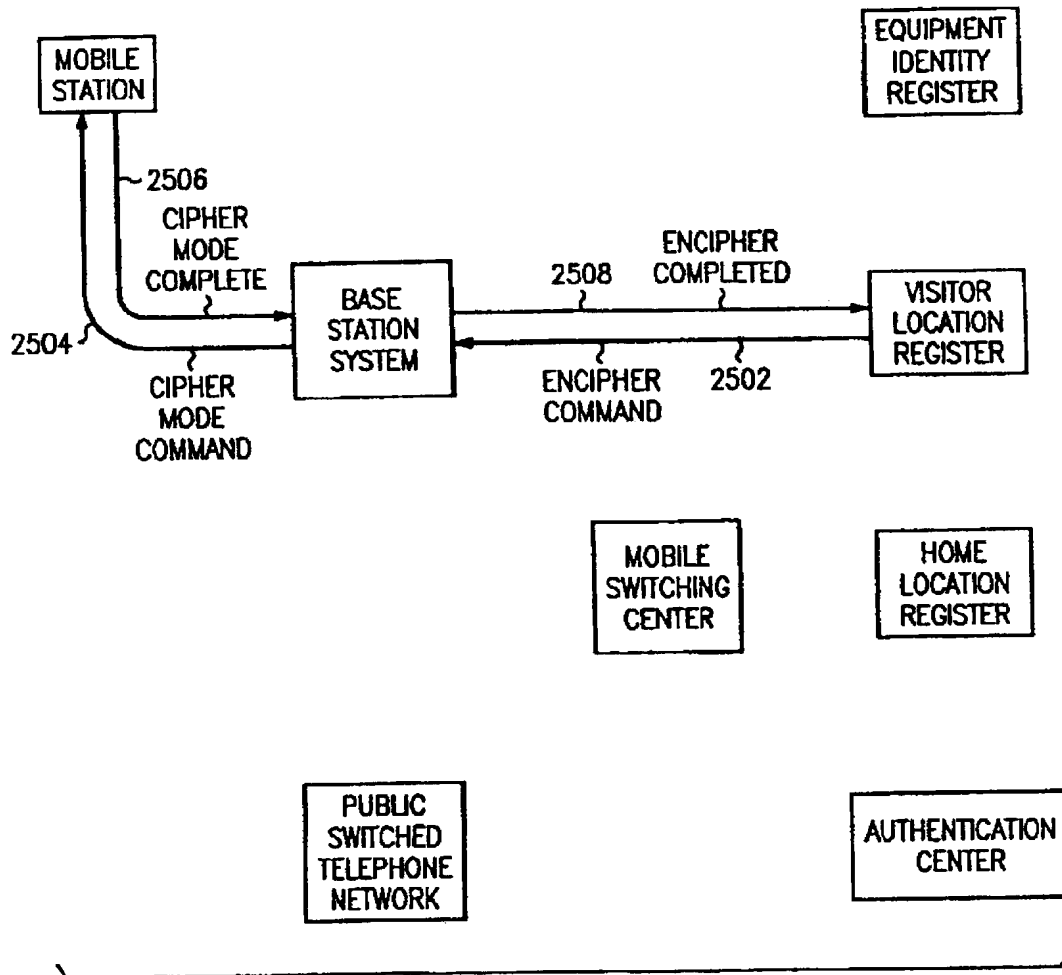 EQUIPMENT
IDENTITY
REGISTER
MOBILE
STATION
2506
CIPHER
MODE
COMPLETE
2504
CIPHER
MODE
COMMAND
BASE
STATION
SYSTEM
2508
ENCIPHER
COMPLETED
ENCIPHER
COMMAND
2502
VISITOR
LOCATION
REGISTER
MOBILE
SWITCHING
CENTER
HOME
LOCATION
REGISTER
PUBLIC
SWITCHED
TELEPHONE
NETWORK
AUTHENTICATION
CENTER